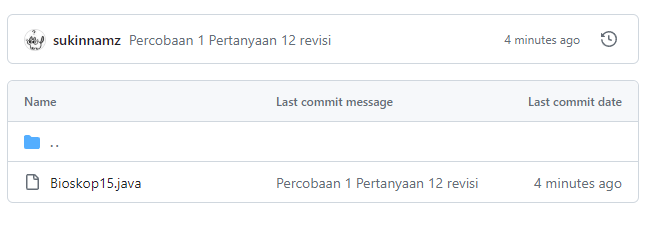 sukinnamz Percobaan 1 Pertanyaan 12 revisi 4 minutes ago
Name Last commit message Last commit date
..
Bioskop15.java Percobaan 1 Pertanyaan 12 revisi 4 minutes ago